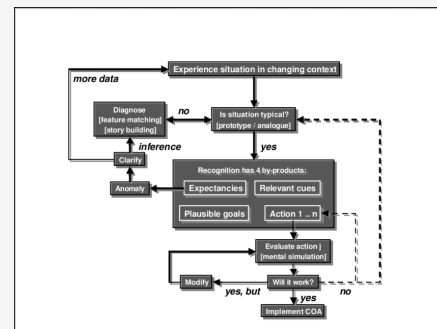 Experience situation in changing context
more data
Diagnose
[feature matching]
[story building]
no
Is situation typical?
[prototype / analogue]
inference
yes
Clarify
Recognition has 4 by-products:
Anomaly
Expectancies
Relevant cues
Plausible goals
Action 1 .. n
Evaluate action j
[mental simulation]
Modify
Will it work?
yes, but
no
yes
Implement COA